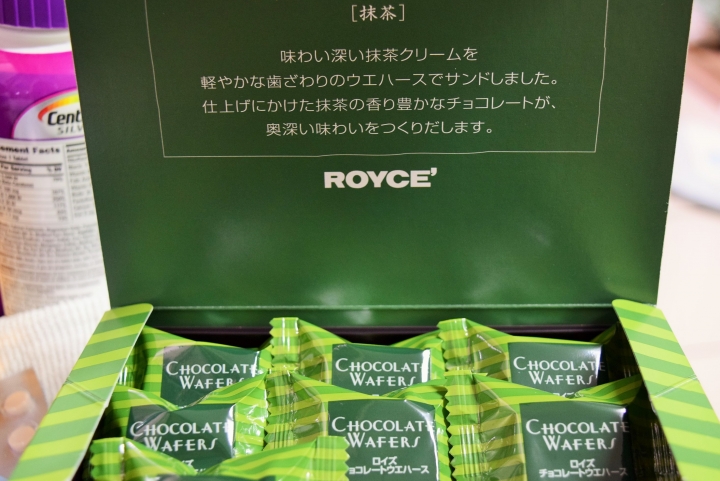 [抹茶]
味わい深い抹茶クリームを
軽やかな歯ざわりのウエハースでサンドしました。
仕上げにかけた抹茶の香り豊かなチョコレートが、
奥深い味わいをつくりだします。
ROYCE'
CHOCOLATE
WAFERS
CHOCOLATE
WAFERS
CHOCOLATE
WAFERS
CHOCOLATE
WAFERS
ロイズ
CHOCOLATE
WAFERS
ロイズ
チョコレートウエハース
CHOCOLATE
WAFERS
ロイズ
チョコレートウエハース